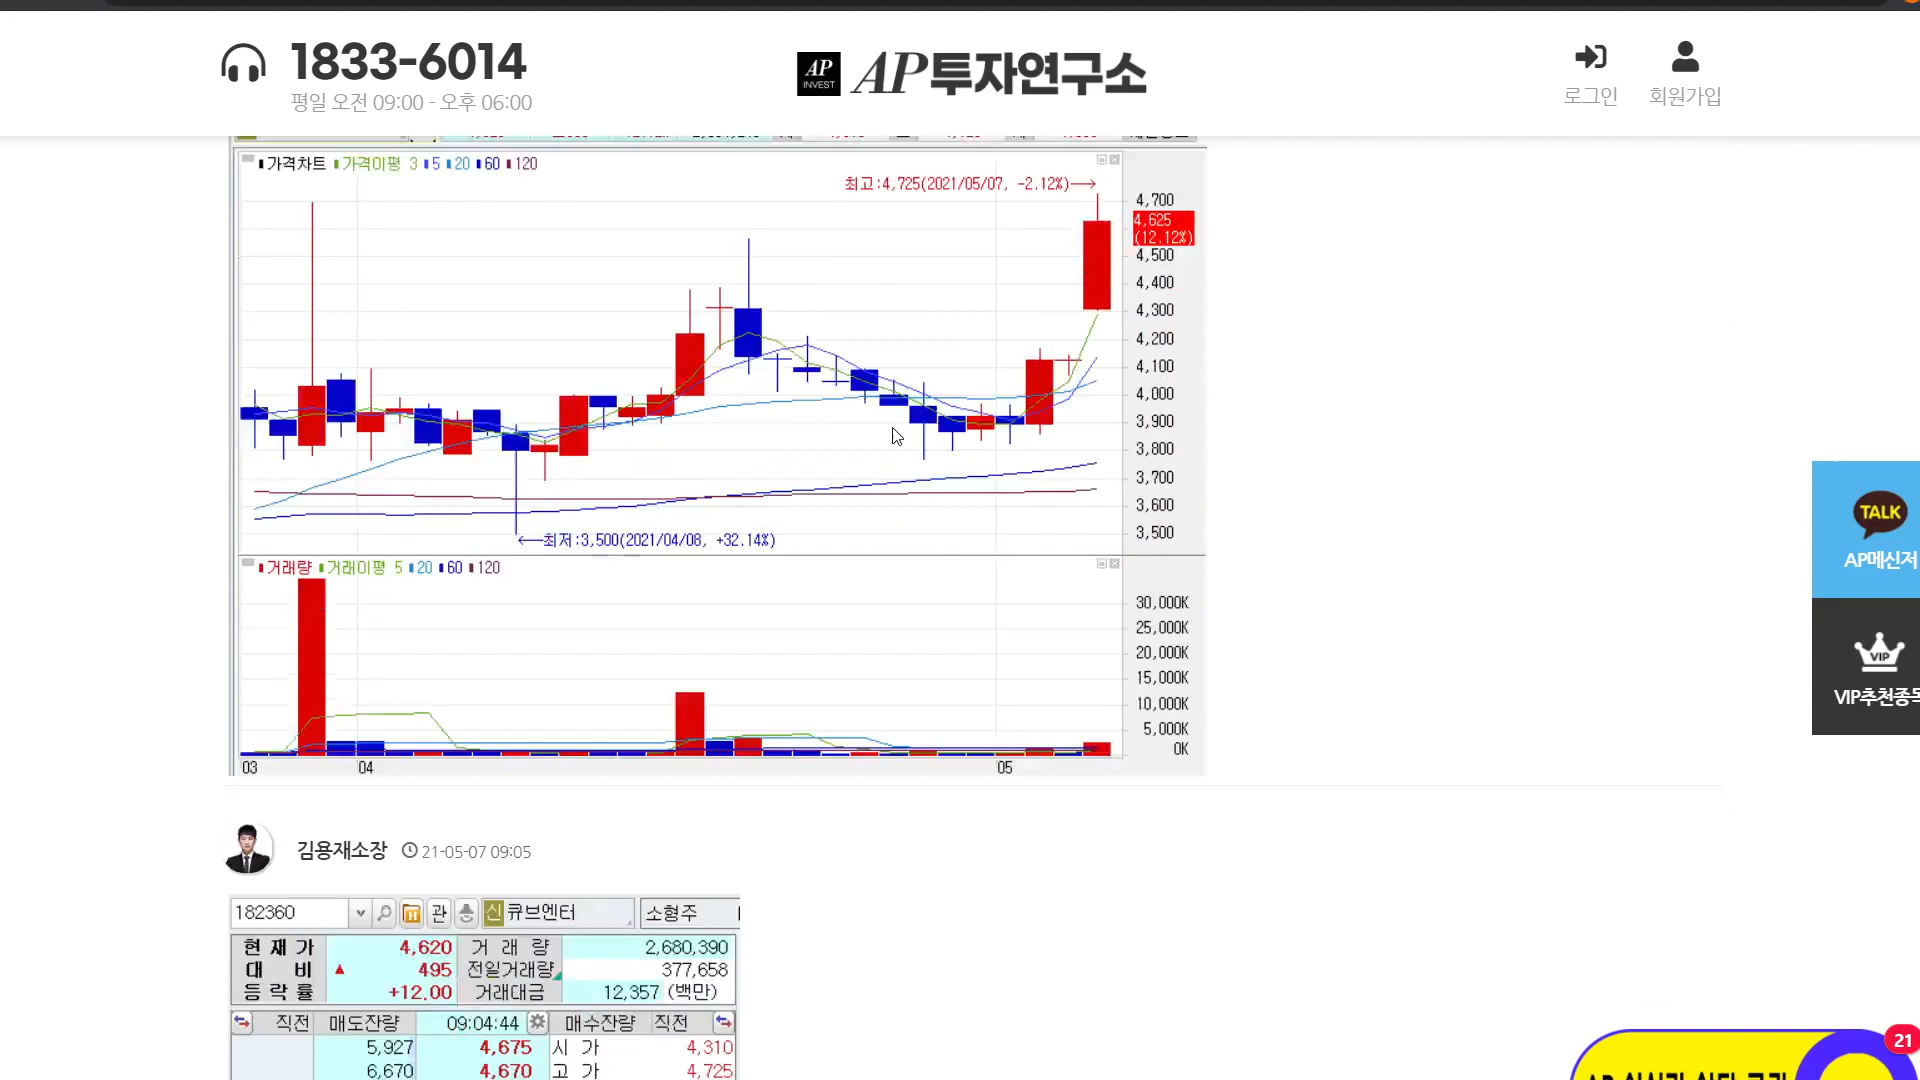 1833-6014
평일 오전 09:00 - 오후 06:00
AP INVEST AP투자연구소
로그인
회원가입
가격차트 가격이평 3 5 20 60 120
최고:4,725(2021/05/07, -2.12%)→
4,700
4,625
(12.12%)
4,500
4,400
4,300
4,200
4,100
4,000
3,900
3,800
3,700
3,600
3,500
←최저:3,500(2021/04/08, +32.14%)
거래량 거래이평 5 20 60 120
30,000K
25,000K
20,000K
15,000K
10,000K
5,000K
0K
03 04 05
TALK
AP메신저
VIP
VIP추천종목
김용재소장 21-05-07 09:05
182360 관 신 큐브엔터 소형주
현재가 4,620 거래량 2,680,390
대비 ▲ 495 전일거래량 377,658
등락률 +12.00 거래대금 12,357 (백만)
직전 매도잔량 09:04:44 매수잔량 직전
5,927 4,675 시가 4,310
6,670 4,670 고가 4,725
21